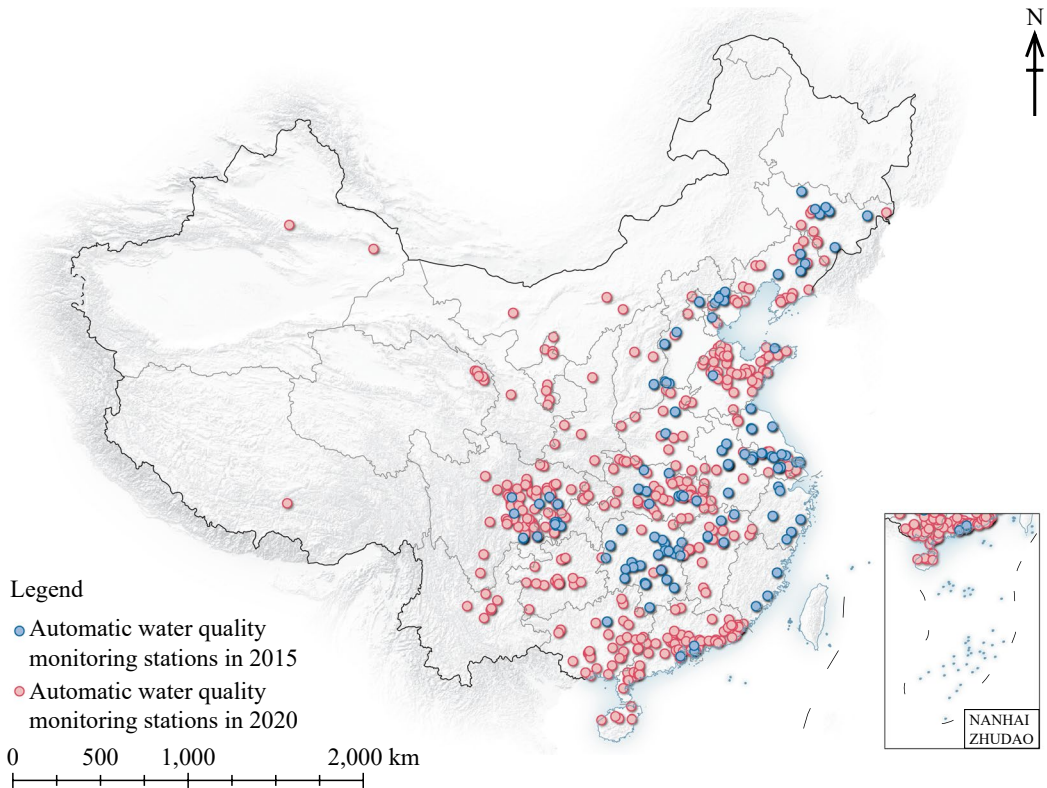 N
Legend
Automatic water quality
monitoring stations in 2015
Automatic water quality
monitoring stations in 2020
0 500 1,000 2,000 km
NANHAI
ZHUDAO